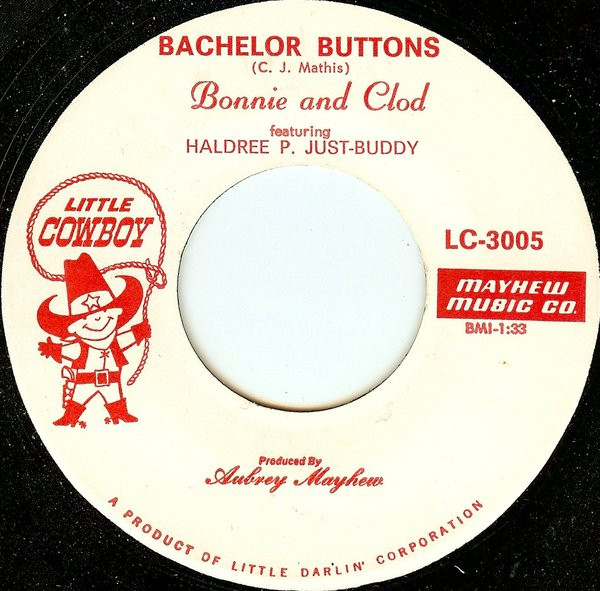 BACHELOR BUTTONS
(C. J. Mathis)
Bonnie and Clod
featuring
HALDREE P. JUST-BUDDY
LITTLE
COWBOY
LC-3005
MAYHEW
MUSIC CO.
BMI-1:33
Produced By
Aubrey Mayhew
A PRODUCT OF LITTLE DARLIN' CORPORATION